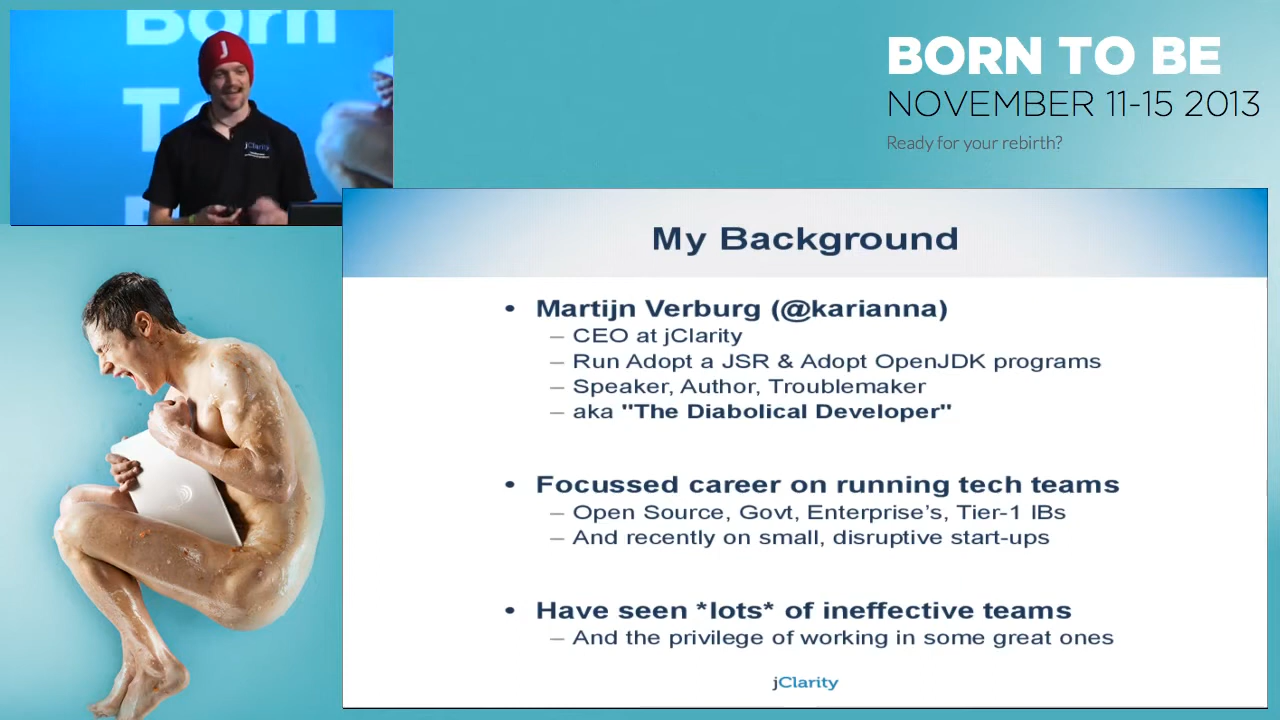 Born
To
J
jClarity
BORN TO BE
NOVEMBER 11-15 2013
Ready for your rebirth?
My Background
• Martijn Verburg (@karianna)
– CEO at jClarity
– Run Adopt a JSR & Adopt OpenJDK programs
– Speaker, Author, Troublemaker
– aka "The Diabolical Developer"
• Focussed career on running tech teams
– Open Source, Govt, Enterprise's, Tier-1 IBs
– And recently on small, disruptive start-ups
• Have seen *lots* of ineffective teams
– And the privilege of working in some great ones
jClarity